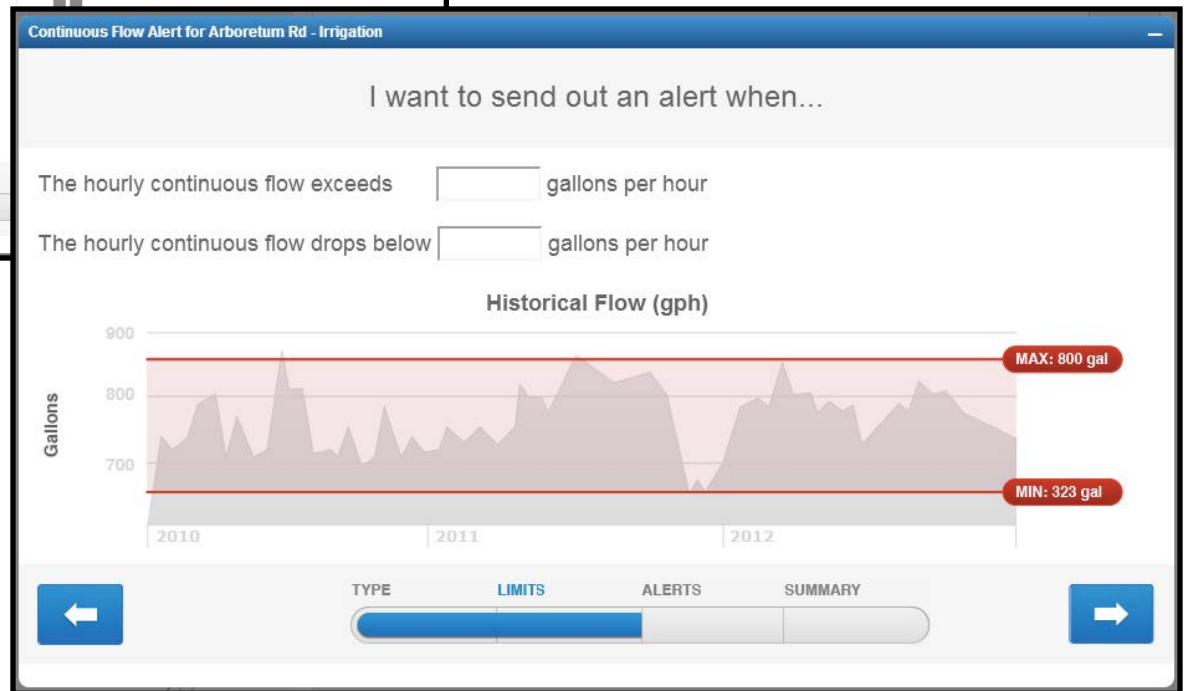 Continuous Flow Alert for Arboretum Rd - Irrigation
I want to send out an alert when...
The hourly continuous flow exceeds gallons per hour
The hourly continuous flow drops below gallons per hour
Historical Flow (gph)
900
MAX: 800 gal
800
Gallons
700
MIN: 323 gal
2010 2011 2012
TYPE LIMITS ALERTS SUMMARY